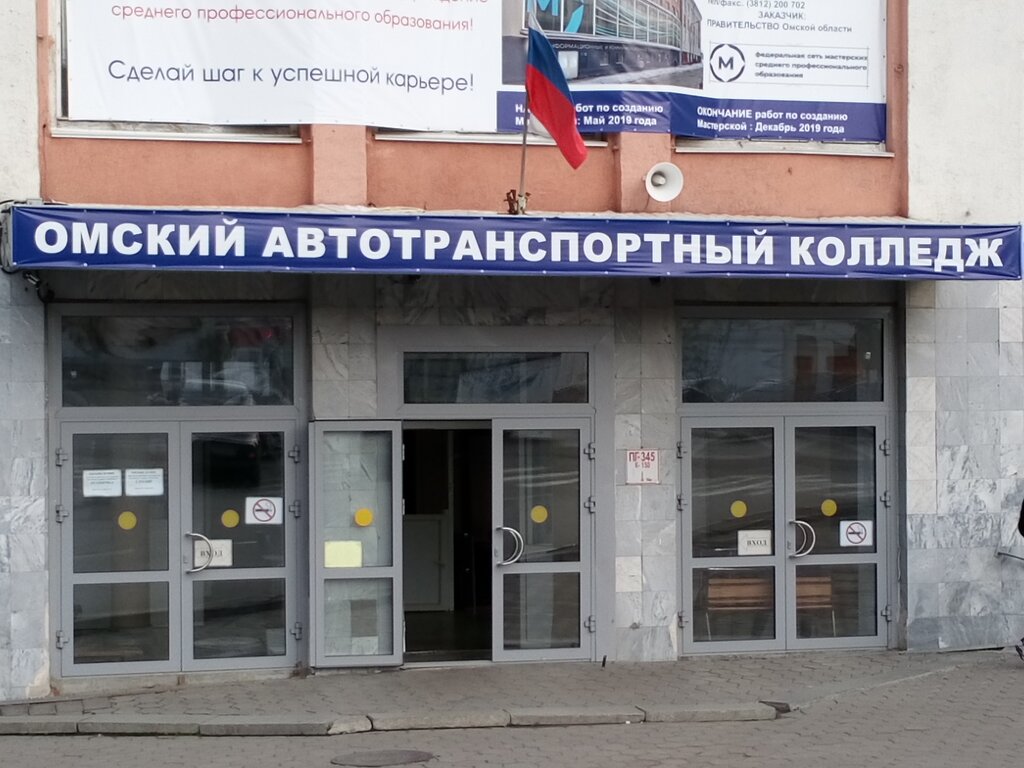 среднего профессионального образования!
Сделай шаг к успешной карьере!
тел/факс. (3812) 200 702
ЗАКАЗЧИК:
ПРАВИТЕЛЬСТВО Омской области
М
федеральная сеть мастерских
среднего профессионального
образования
работ по созданию
Май 2019 года
ОКОНЧАНИЕ работ по созданию
Мастерской : Декабрь 2019 года
ОМСКИЙ АВТОТРАНСПОРТНЫЙ КОЛЛЕДЖ
ПГ-345
ВХОД
ВХОД